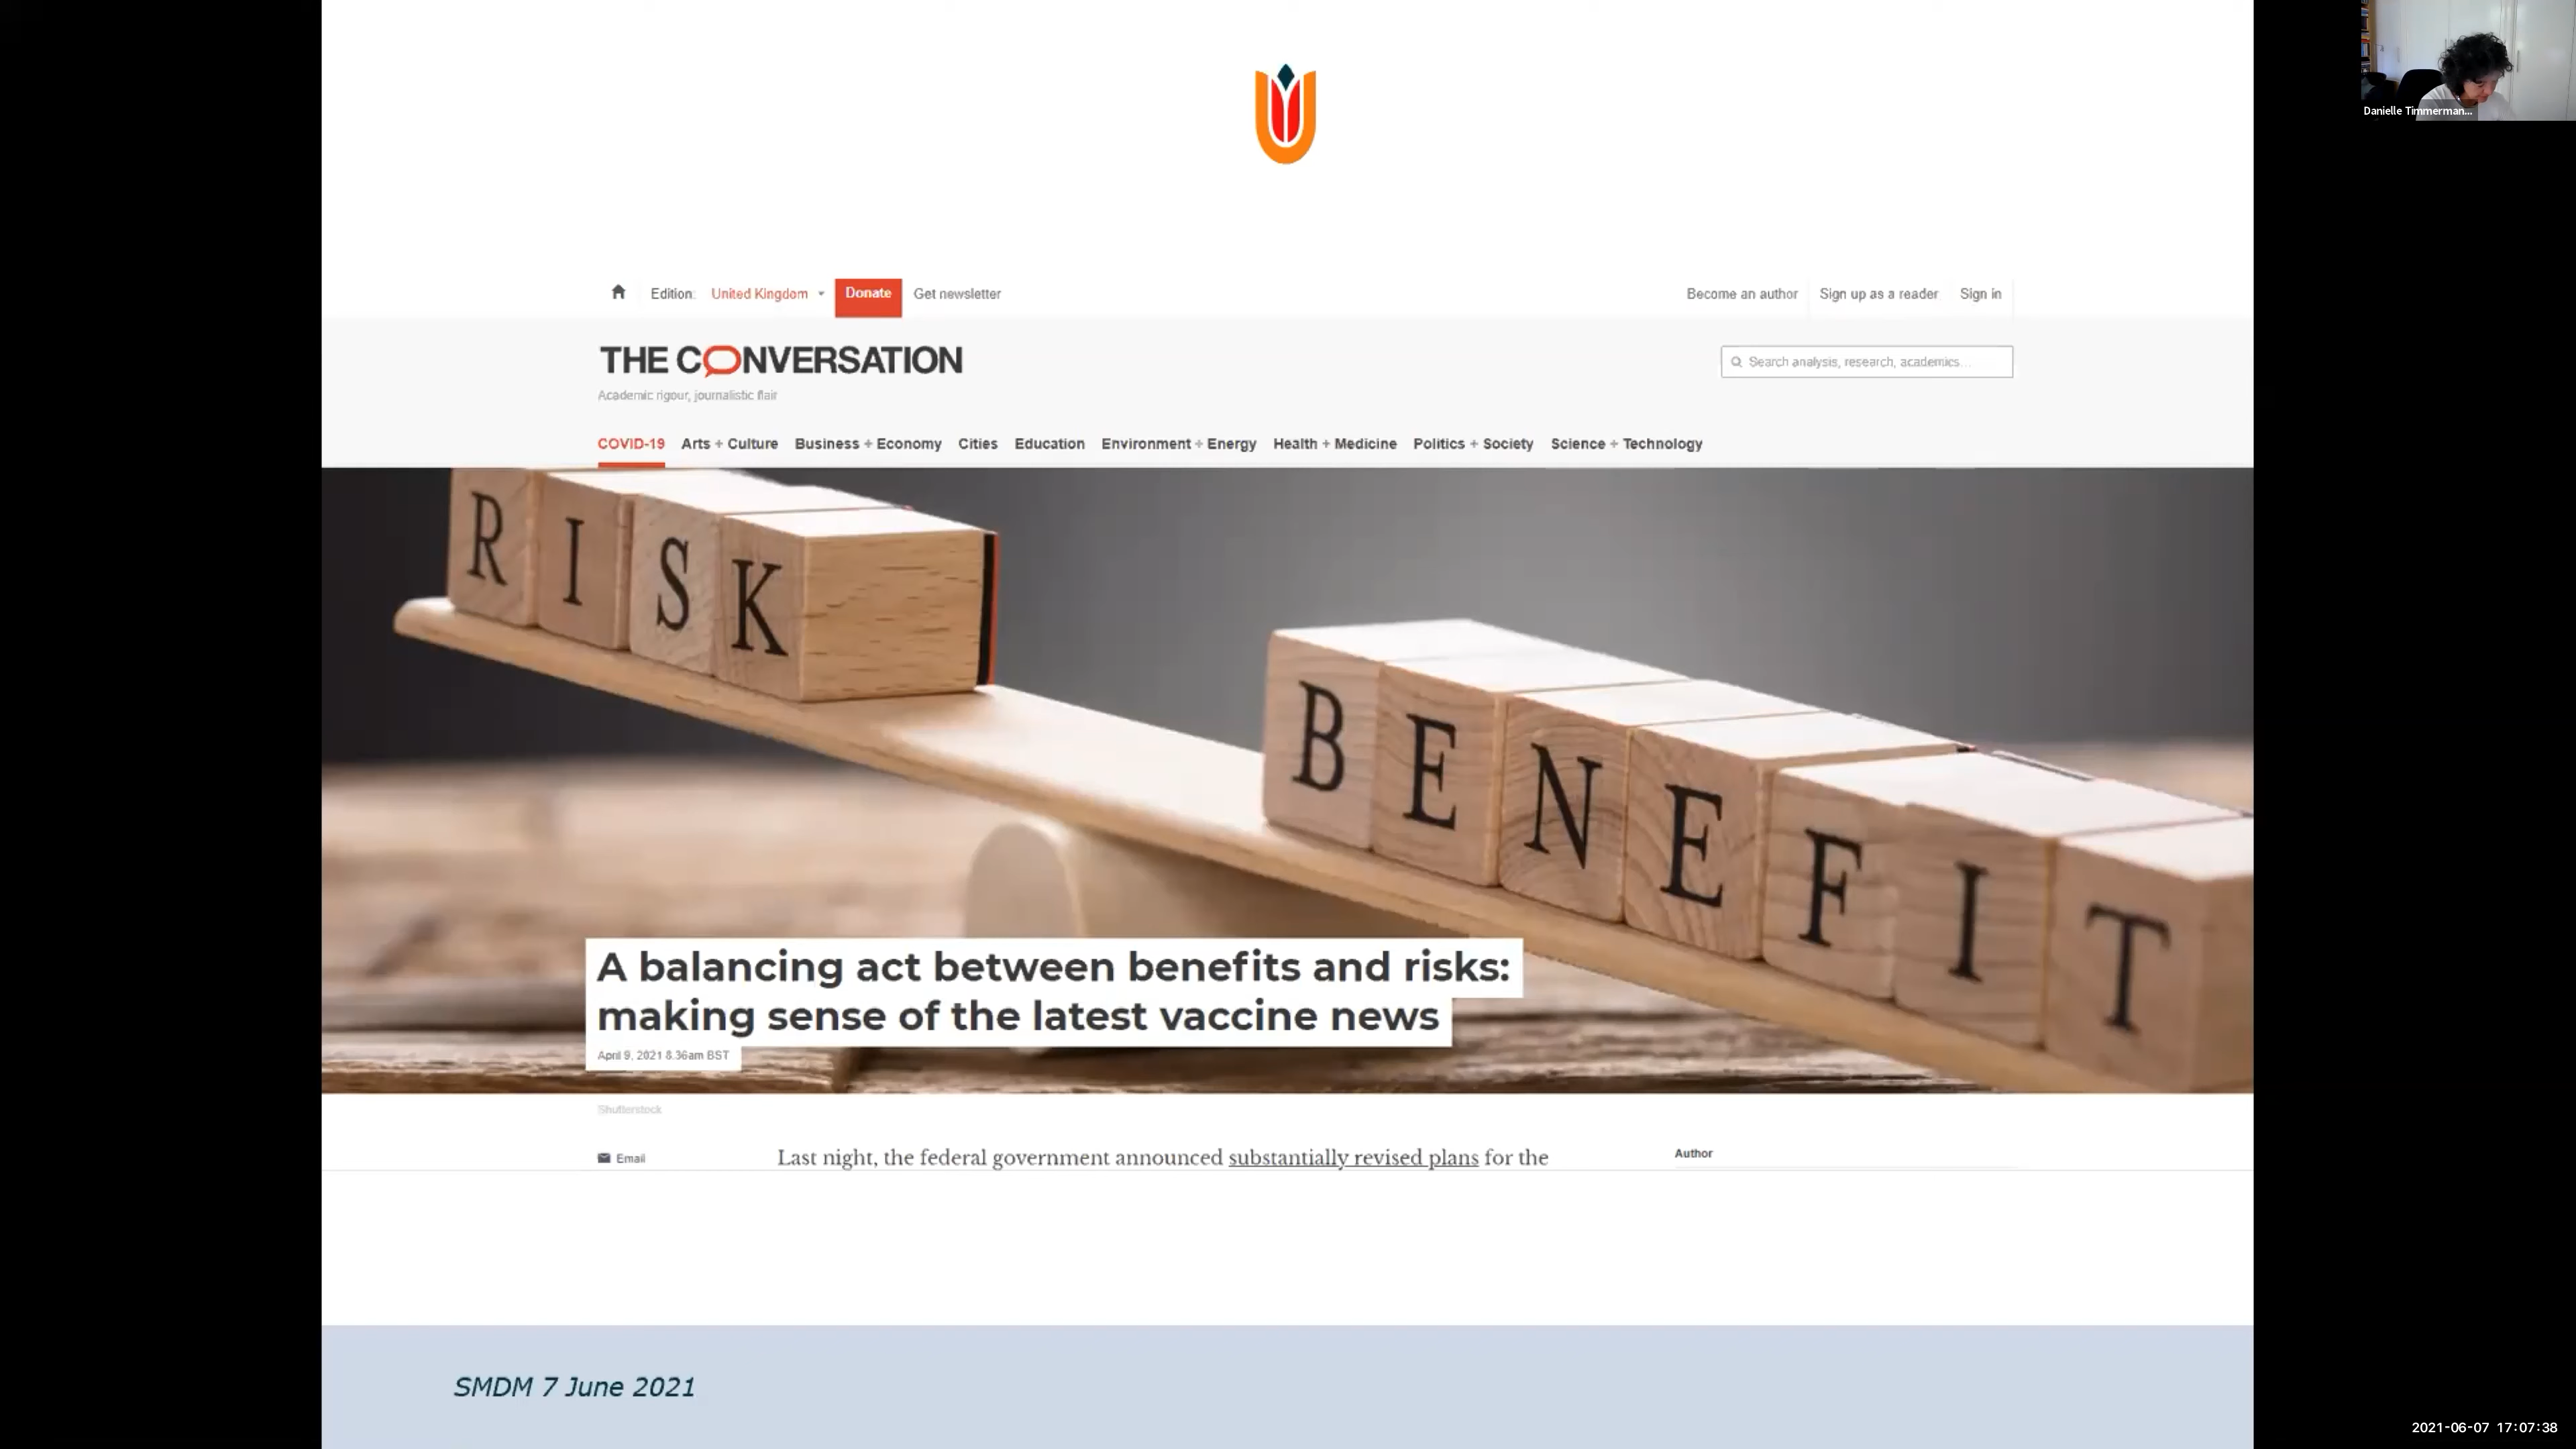 Danielle Timmerman...
Edition: United Kingdom Donate Get newsletter
Become an author Sign up as a reader Sign in
THE CONVERSATION
Search analysis, research, academics...
Academic rigour, journalistic flair
COVID-19 Arts + Culture Business + Economy Cities Education Environment + Energy Health + Medicine Politics + Society Science + Technology
RISK
BENEFIT
A balancing act between benefits and risks:
making sense of the latest vaccine news
April 9, 2021 8.36am BST
Shutterstock
Email
Last night, the federal government announced substantially revised plans for the
Author
SMDM 7 June 2021
2021-06-07 17:07:38